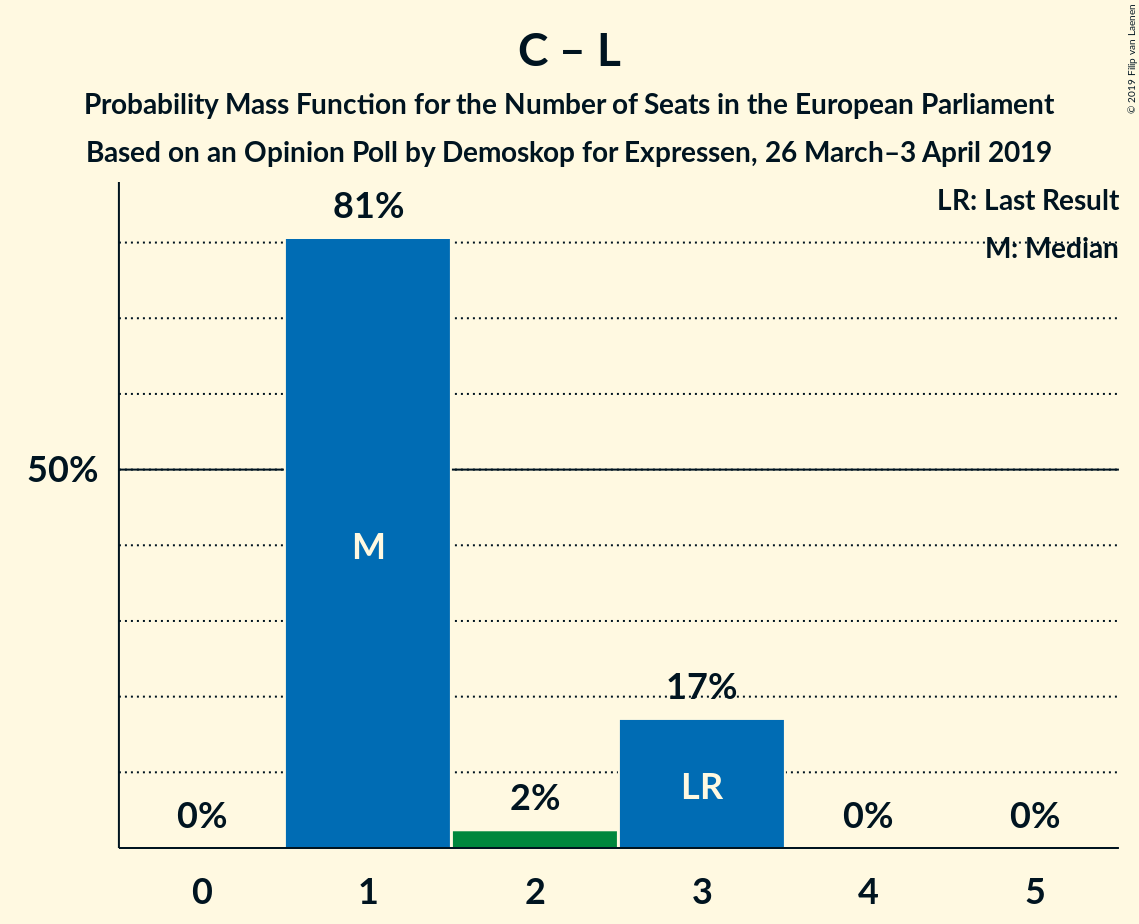 C – L
Probability Mass Function for the Number of Seats in the European Parliament
Based on an Opinion Poll by Demoskop for Expressen, 26 March–3 April 2019
© 2019 Filip van Laenen
LR: Last Result
M: Median
81%
50%
M
17%
LR
2%
0%
0%
0%
0 1 2 3 4 5